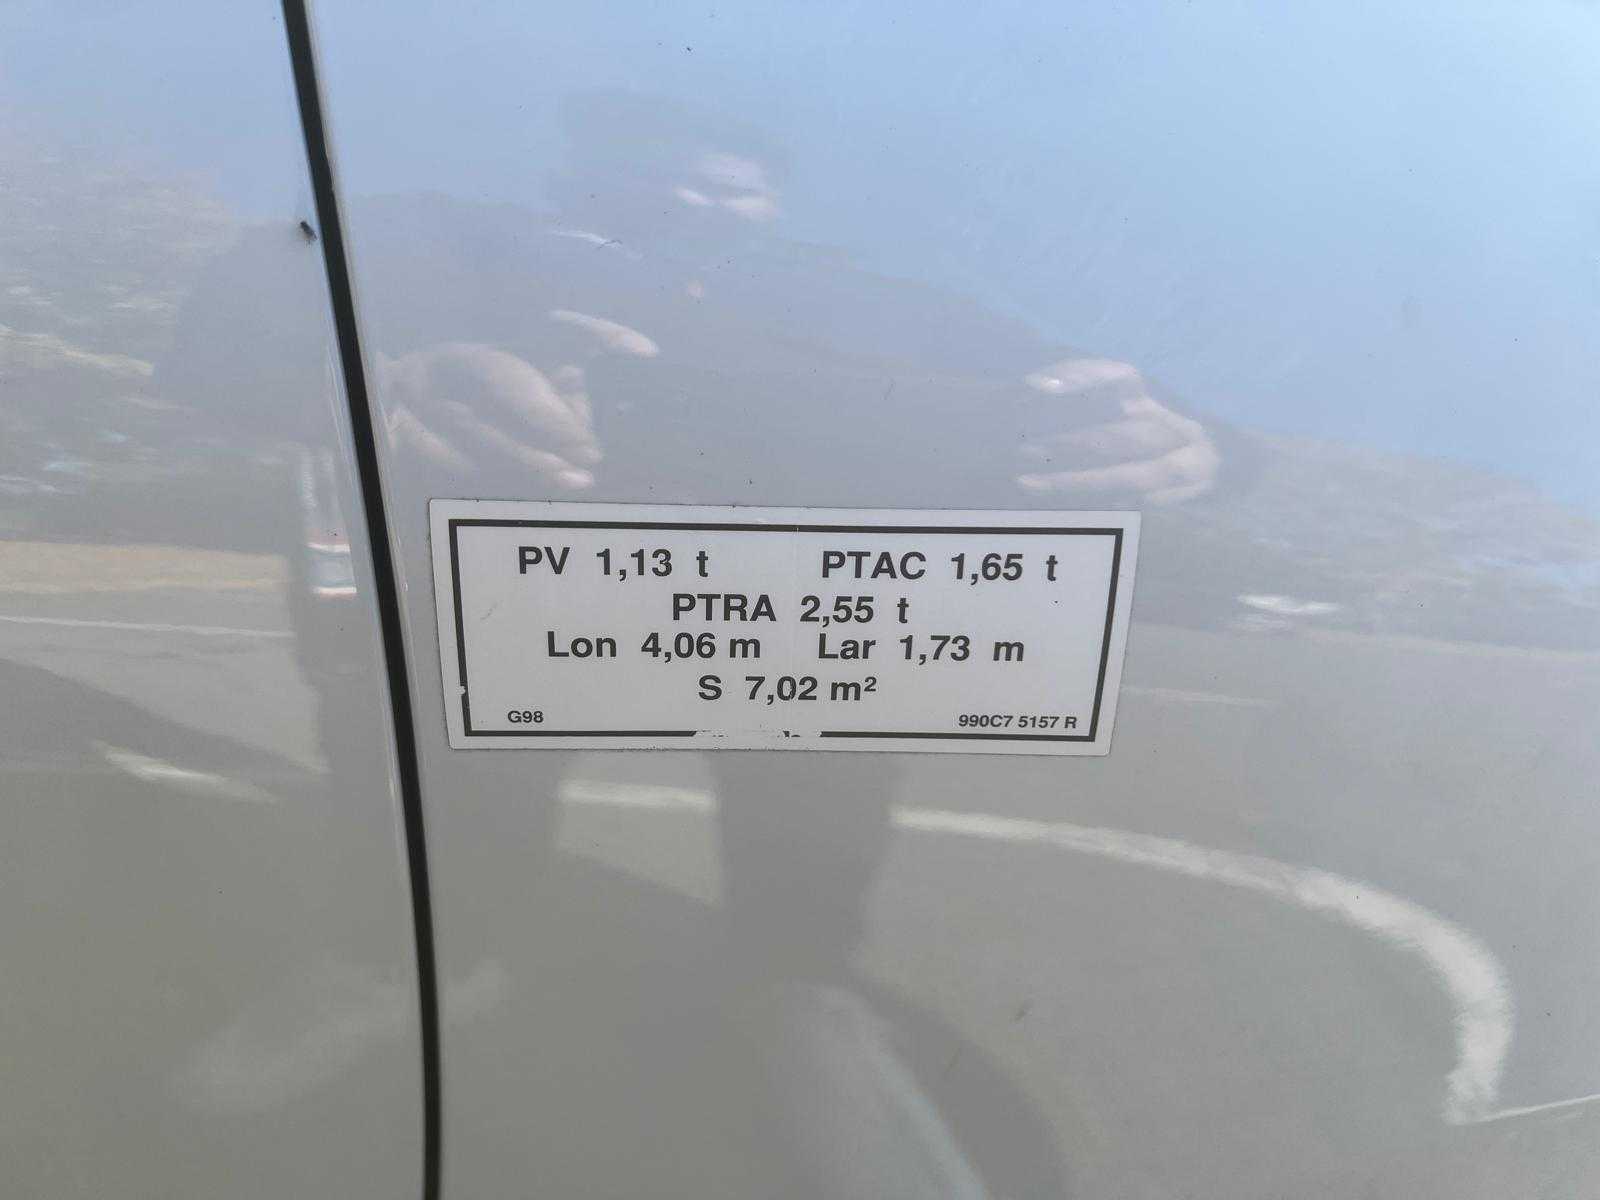 PV 1,13 t PTAC 1,65 t
PTRA 2,55 t
Lon 4,06 m Lar 1,73 m
S 7,02 m²
G98 990C7 5157 R